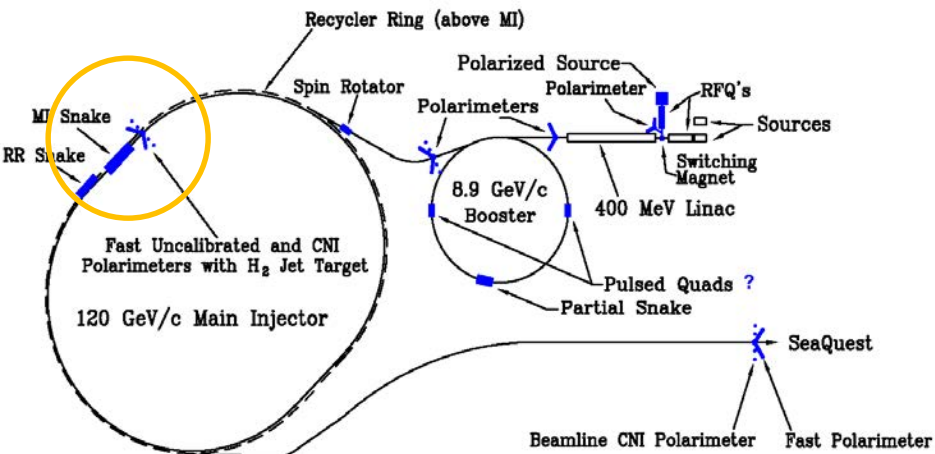 Recycler Ring (above MI)
Spin Rotator
Polarized Source
Polarimeter
RFQ's
Polarimeters
Sources
MI Snake
RR Snake
Switching
Magnet
8.9 GeV/c
Booster
400 MeV Linac
Fast Uncalibrated and CNI
Polarimeters with H₂ Jet Target
Pulsed Quads ?
Partial Snake
120 GeV/c Main Injector
SeaQuest
Beamline CNI Polarimeter
Fast Polarimeter